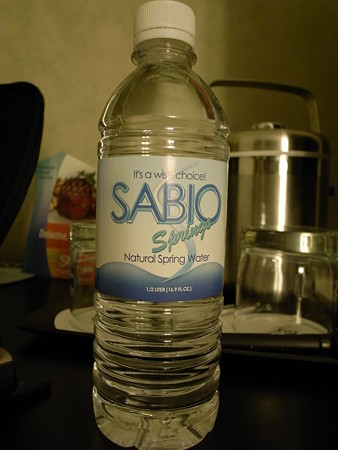 It's a wise choice!
SABIO
Springs
Natural Spring Water
1/2 LITER (16.9 FL.OZ.)